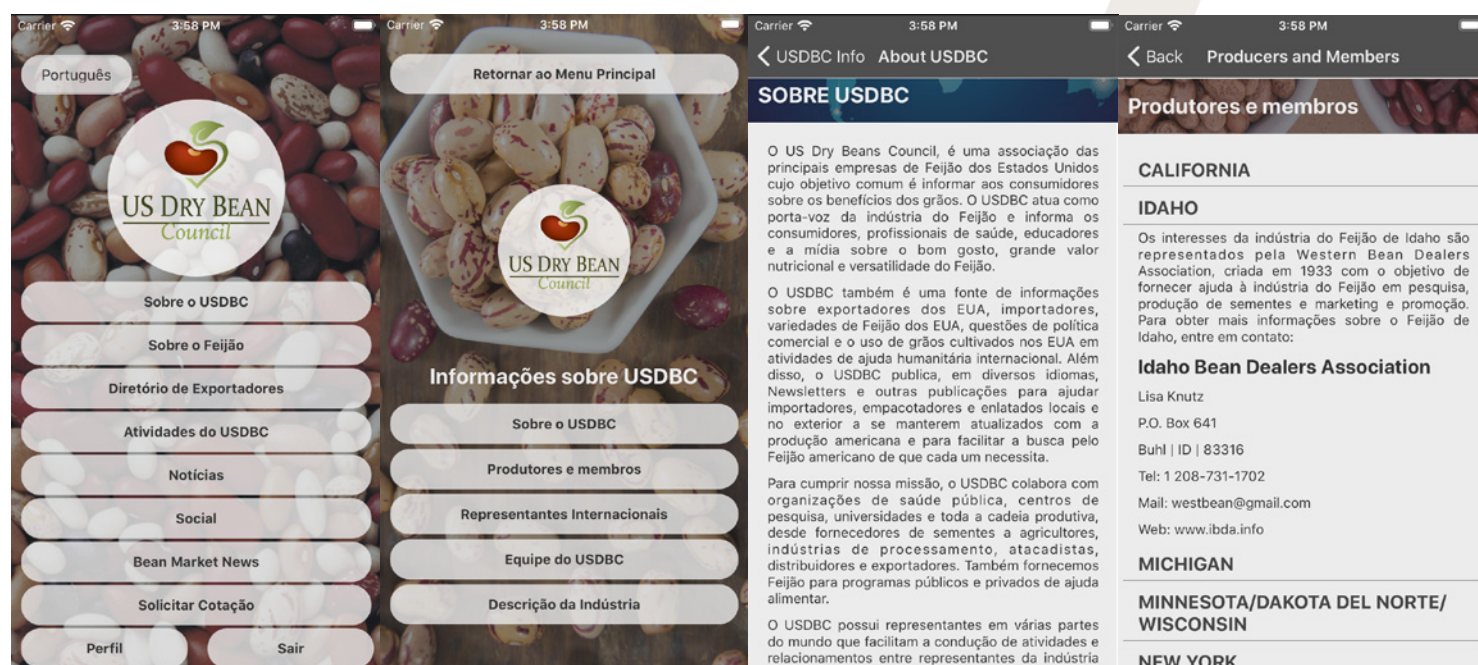 Carrier 3:58 PM
Português
US DRY BEAN
Council
Sobre o USDBC
Sobre o Feijão
Diretório de Exportadores
Atividades do USDBC
Notícias
Social
Bean Market News
Solicitar Cotação
Perfil Sair
Carrier 3:58 PM
Retornar ao Menu Principal
US DRY BEAN
Council
Informações sobre USDBC
Sobre o USDBC
Produtores e membros
Representantes Internacionais
Equipe do USDBC
Descrição da Indústria
Carrier 3:58 PM
USDBC Info About USDBC
SOBRE USDBC
O US Dry Beans Council, é uma associação das
principais empresas de Feijão dos Estados Unidos
cujo objetivo comum é informar aos consumidores
sobre os benefícios dos grãos. O USDBC atua como
porta-voz da indústria do Feijão e informa os
consumidores, profissionais de saúde, educadores
e a mídia sobre o bom gosto, grande valor
nutricional e versatilidade do Feijão.
O USDBC também é uma fonte de informações
sobre exportadores dos EUA, importadores,
variedades de Feijão dos EUA, questões de política
comercial e o uso de grãos cultivados nos EUA em
atividades de ajuda humanitária internacional. Além
disso, o USDBC publica, em diversos idiomas,
Newsletters e outras publicações para ajudar
importadores, empacotadores e enlatados locais e
no exterior a se manterem atualizados com a
produção americana e para facilitar a busca pelo
Feijão americano de que cada um necessita.
Para cumprir nossa missão, o USDBC colabora com
organizações de saúde pública, centros de
pesquisa, universidades e toda a cadeia produtiva,
desde fornecedores de sementes a agricultores,
indústrias de processamento, atacadistas,
distribuidores e exportadores. Também fornecemos
Feijão para programas públicos e privados de ajuda
alimentar.
O USDBC possui representantes em várias partes
do mundo que facilitam a condução de atividades e
relacionamentos entre representantes da indústria
Carrier 3:58 PM
Back Producers and Members
Produtores e membros
CALIFORNIA
IDAHO
Os interesses da indústria do Feijão de Idaho são
representados pela Western Bean Dealers
Association, criada em 1933 com o objetivo de
fornecer ajuda à indústria do Feijão em pesquisa,
produção de sementes e marketing e promoção.
Para obter mais informações sobre o Feijão de
Idaho, entre em contato:
Idaho Bean Dealers Association
Lisa Knutz
P.O. Box 641
Buhl | ID | 83316
Tel: 1 208-731-1702
Mail: westbean@gmail.com
Web: www.ibda.info
MICHIGAN
MINNESOTA/DAKOTA DEL NORTE/
WISCONSIN
NEW YORK